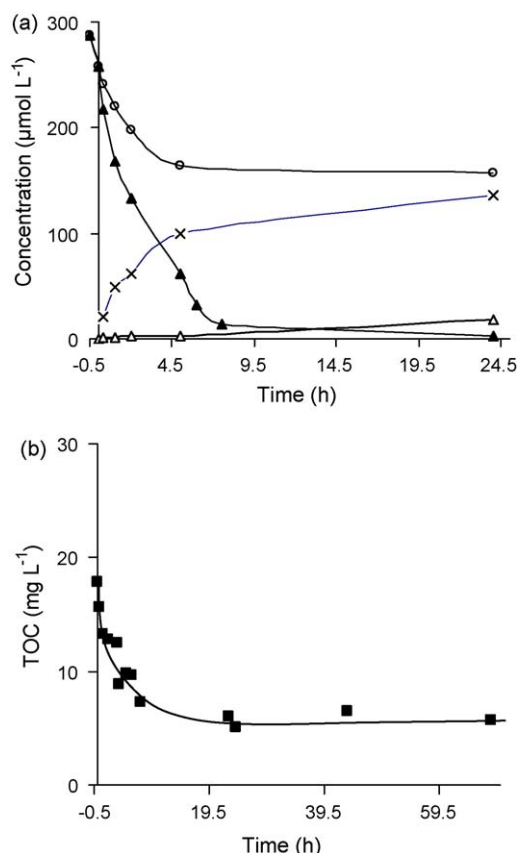 (a)
300
200
100
0
-0.5 4.5 9.5 14.5 19.5 24.5
Time (h)
Concentration (µmol L⁻¹)
(b)
30
20
10
0
-0.5 19.5 39.5 59.5
Time (h)
TOC (mg L⁻¹)